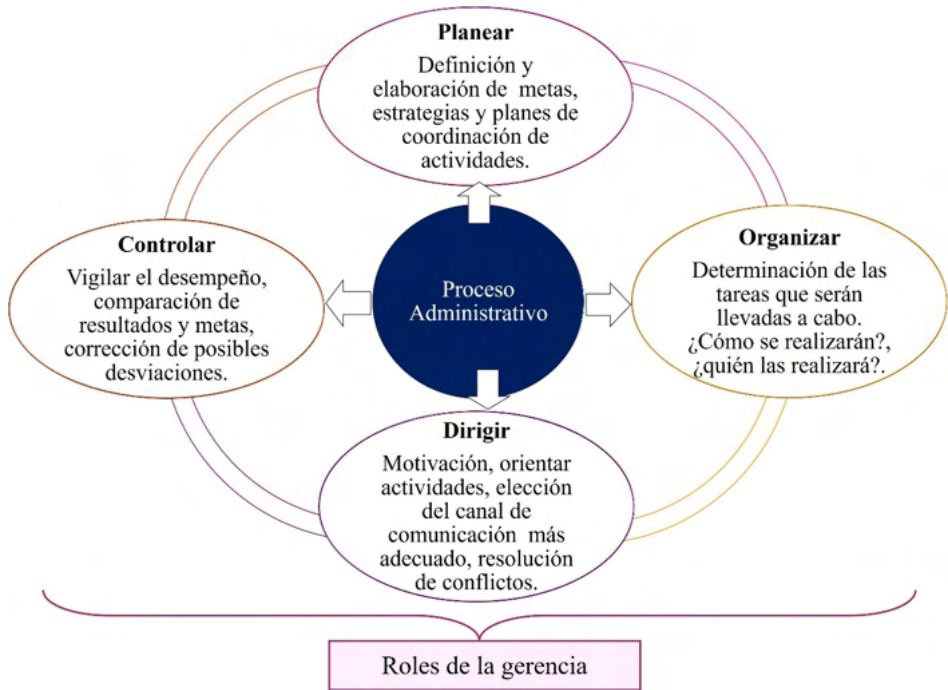 Planear
Definición y
elaboración de metas,
estrategias y planes de
coordinación de
actividades.
Controlar
Vigilar el desempeño,
comparación de
resultados y metas,
corrección de posibles
desviaciones.
Proceso
Administrativo
Organizar
Determinación de las
tareas que serán
llevadas a cabo.
¿Cómo se realizarán?,
¿quién las realizará?.
Dirigir
Motivación, orientar
actividades, elección
del canal de
comunicación más
adecuado, resolución
de conflictos.
Roles de la gerencia